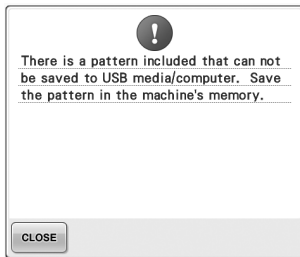 There is a pattern included that can not
be saved to USB media/computer.  Save
the pattern in the machine's memory.
CLOSE